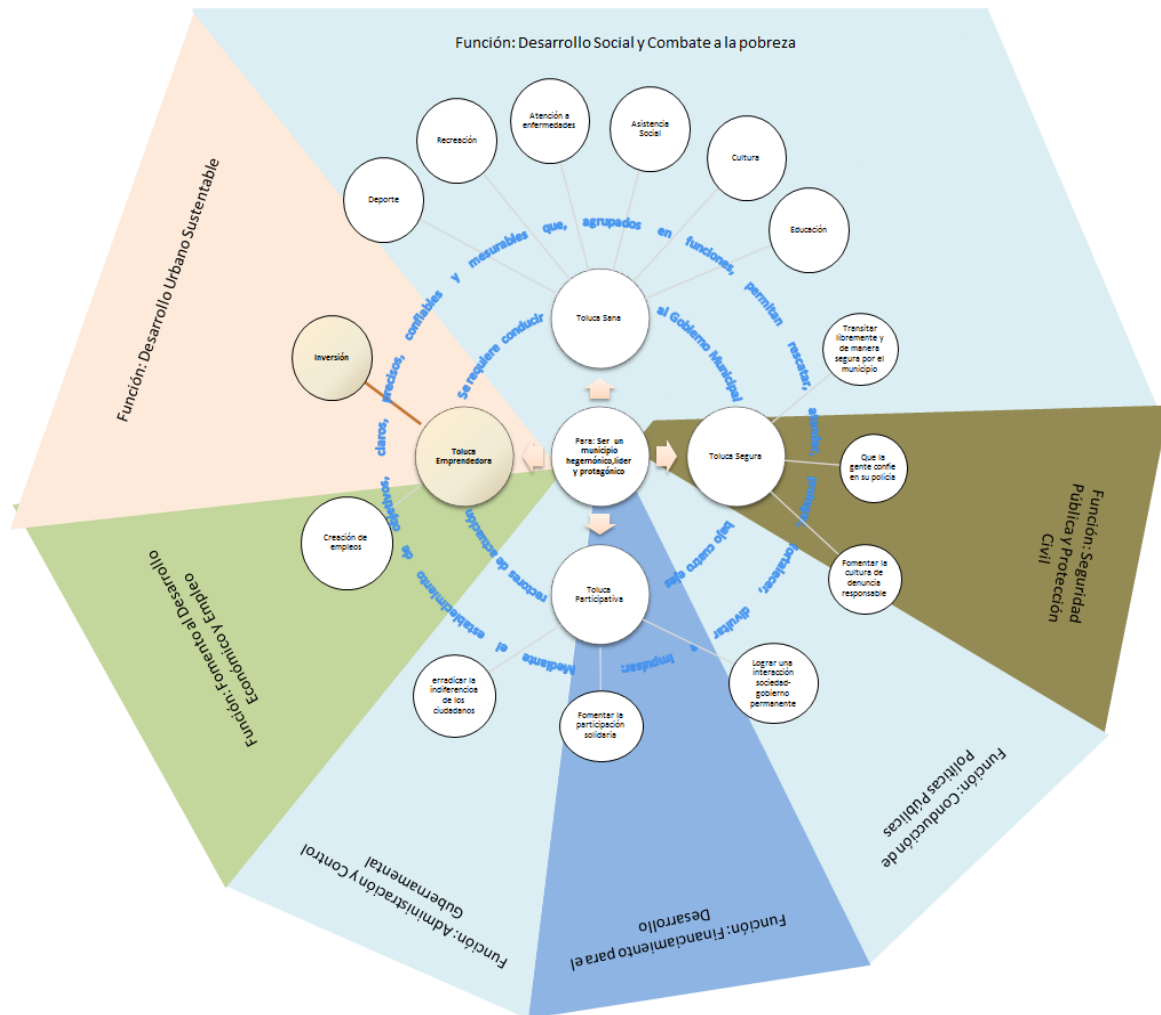 Función: Desarrollo Social y Combate a la pobreza
Función: Desarrollo Urbano Sustentable
Atención a
enfermedades
Asistencia
Social
Recreación
Cultura
Deporte
Educación
Mediante el establecimiento de objetivos, claros, precisos, confiables y mesurables que, agrupados en funciones, permitan rescatar, atender, proteger, fortalecer, divultar e impulsar:
Se requiere conducir al Gobierno Municipal bajo cuatro ejes rectores de actuación
Toluca Sana
Transitar
libremente y
de manera
segura por el
municipio
Inversión
Toluca
Emprendedora
Para: Ser un
municipio
hegemónico,líder
y protagónico
Toluca Segura
Que la
gente confíe
en su policía
Función: Seguridad
Pública y Protección
Civil
Creación de
empleos
Fomentar la
cultura de
denuncia
responsable
Toluca
Participativa
Función: Fomento al Desarrollo
Económico y Empleo
erradicar la
indiferencia
de los
ciudadanos
Fomentar la
participación
solidaria
Lograr una
interacción
sociedad-
gobierno
permanente
Función: Conducción de
Políticas Públicas
Función: Administración y Control
Gubernamental
Función: Financiamiento para el
Desarrollo